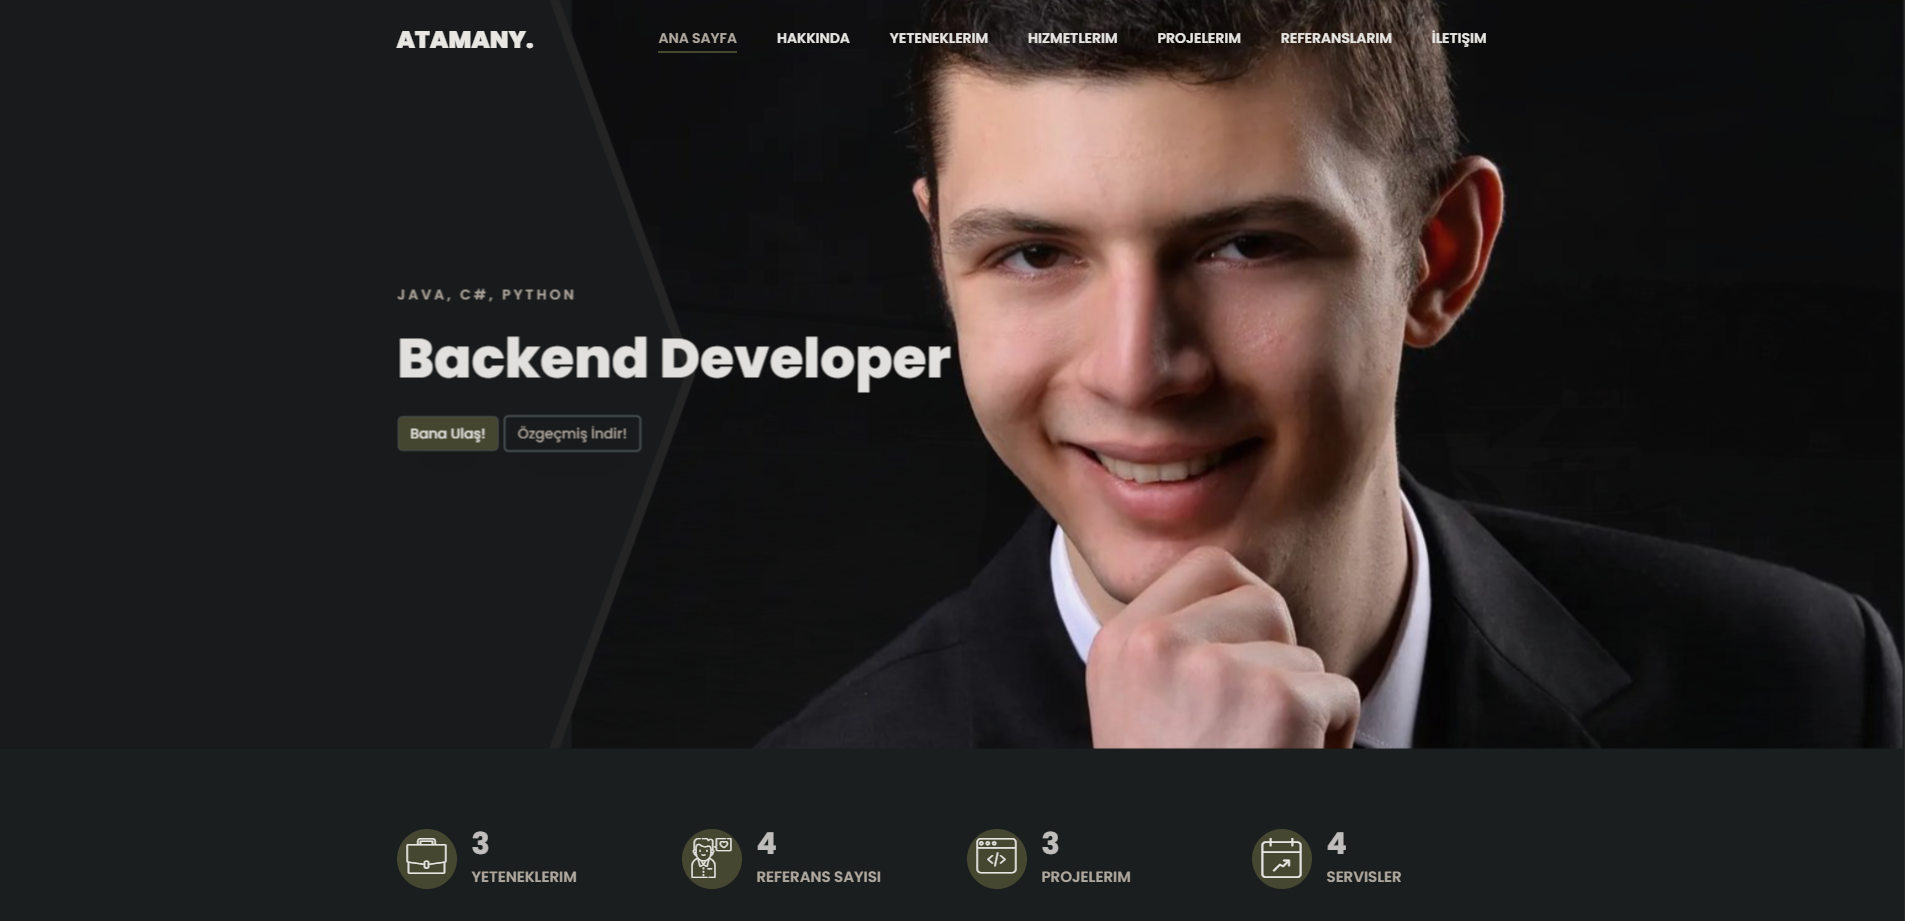 ATAMANY.
ANA SAYFA HAKKINDA YETENEKLERIM HIZMETLERIM PROJELERIM REFERANSLARIM İLETIŞIM
JAVA, C#, PYTHON
Backend Developer
Bana Ulaş! Özgeçmiş İndir!
3
YETENEKLERIM
4
REFERANS SAYISI
3
PROJELERIM
4
SERVISLER